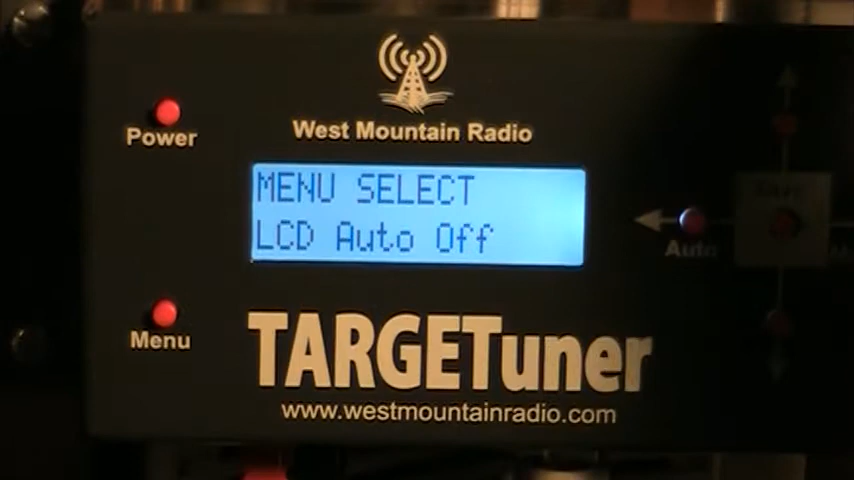 Power
West Mountain Radio
MENU SELECT
LCD Auto Off
Auto
Menu
TARGETuner
www.westmountainradio.com